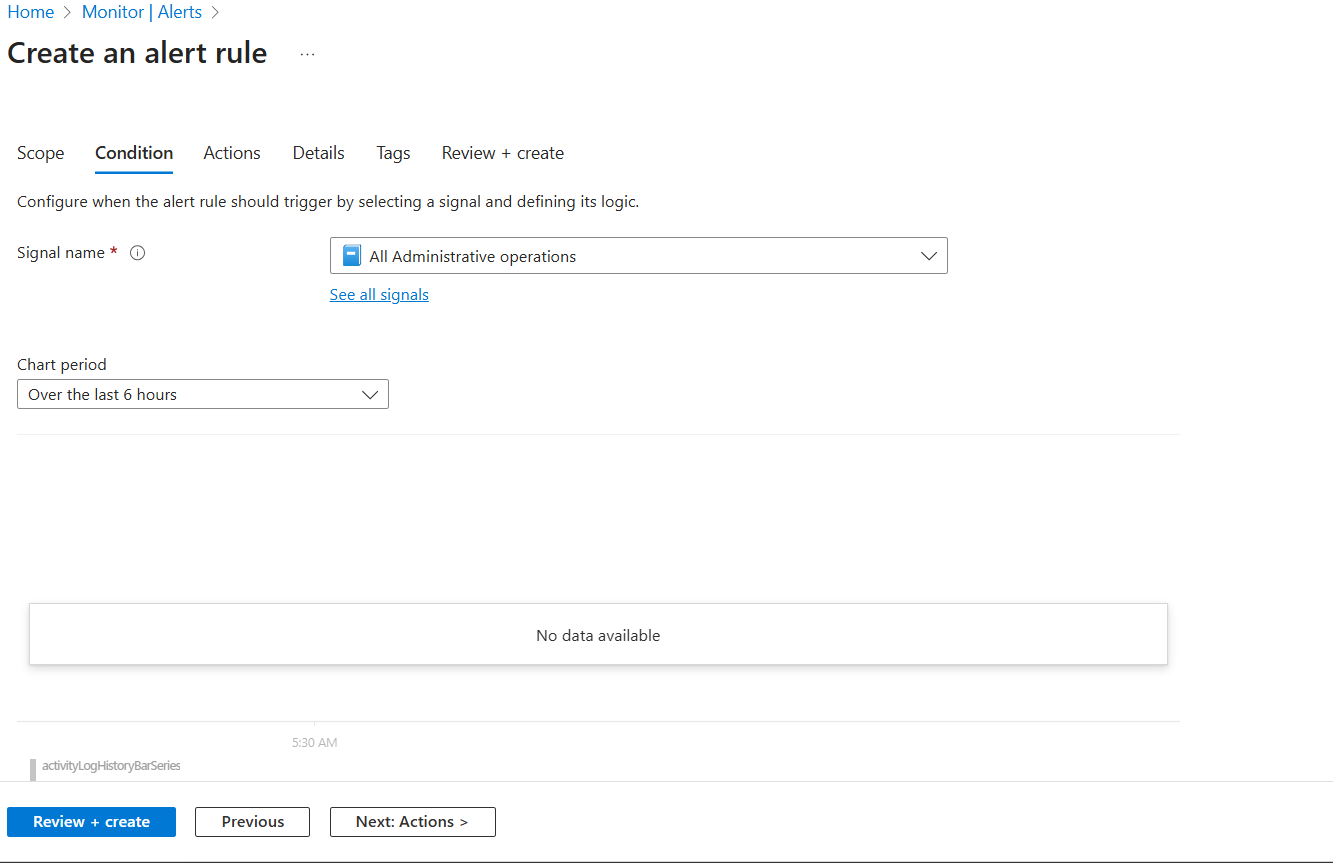 Home > Monitor | Alerts >
Create an alert rule ...
Scope Condition Actions Details Tags Review + create
Configure when the alert rule should trigger by selecting a signal and defining its logic.
Signal name * All Administrative operations
See all signals
Chart period
Over the last 6 hours
No data available
5:30 AM
activityLogHistoryBarSeries
Review + create Previous Next: Actions >